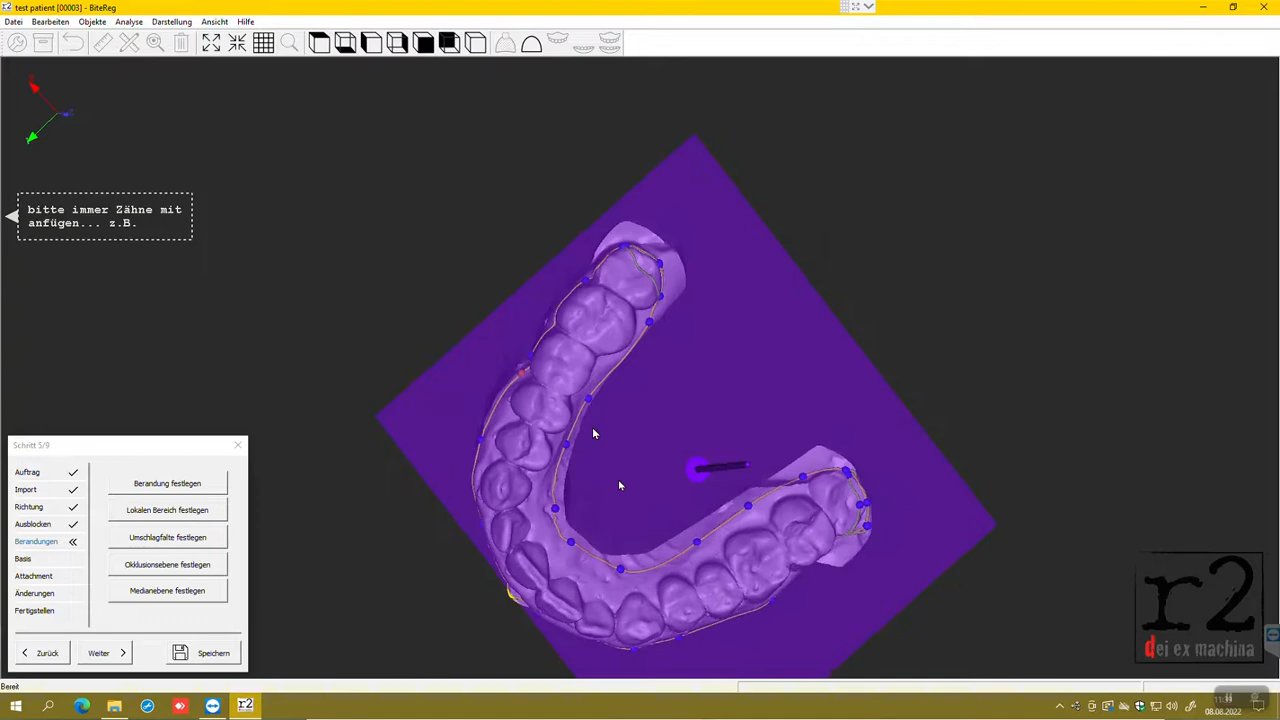 test patient [00003] - BiteReg
Datei Bearbeiten Objekte Analyse Darstellung Ansicht Hilfe
bitte immer Zähne mit
anfügen... z.B.
Schritt 5/9
Auftrag
Import
Richtung
Ausblocken
Berandungen
Basis
Attachment
Änderungen
Fertigstellen
Berandung festlegen
Lokalen Bereich festlegen
Umschlagfalte festlegen
Okklusionsebene festlegen
Medianebene festlegen
Zurück Weiter Speichern
r2
dei ex machina
Bereit
r2
08.08.2022